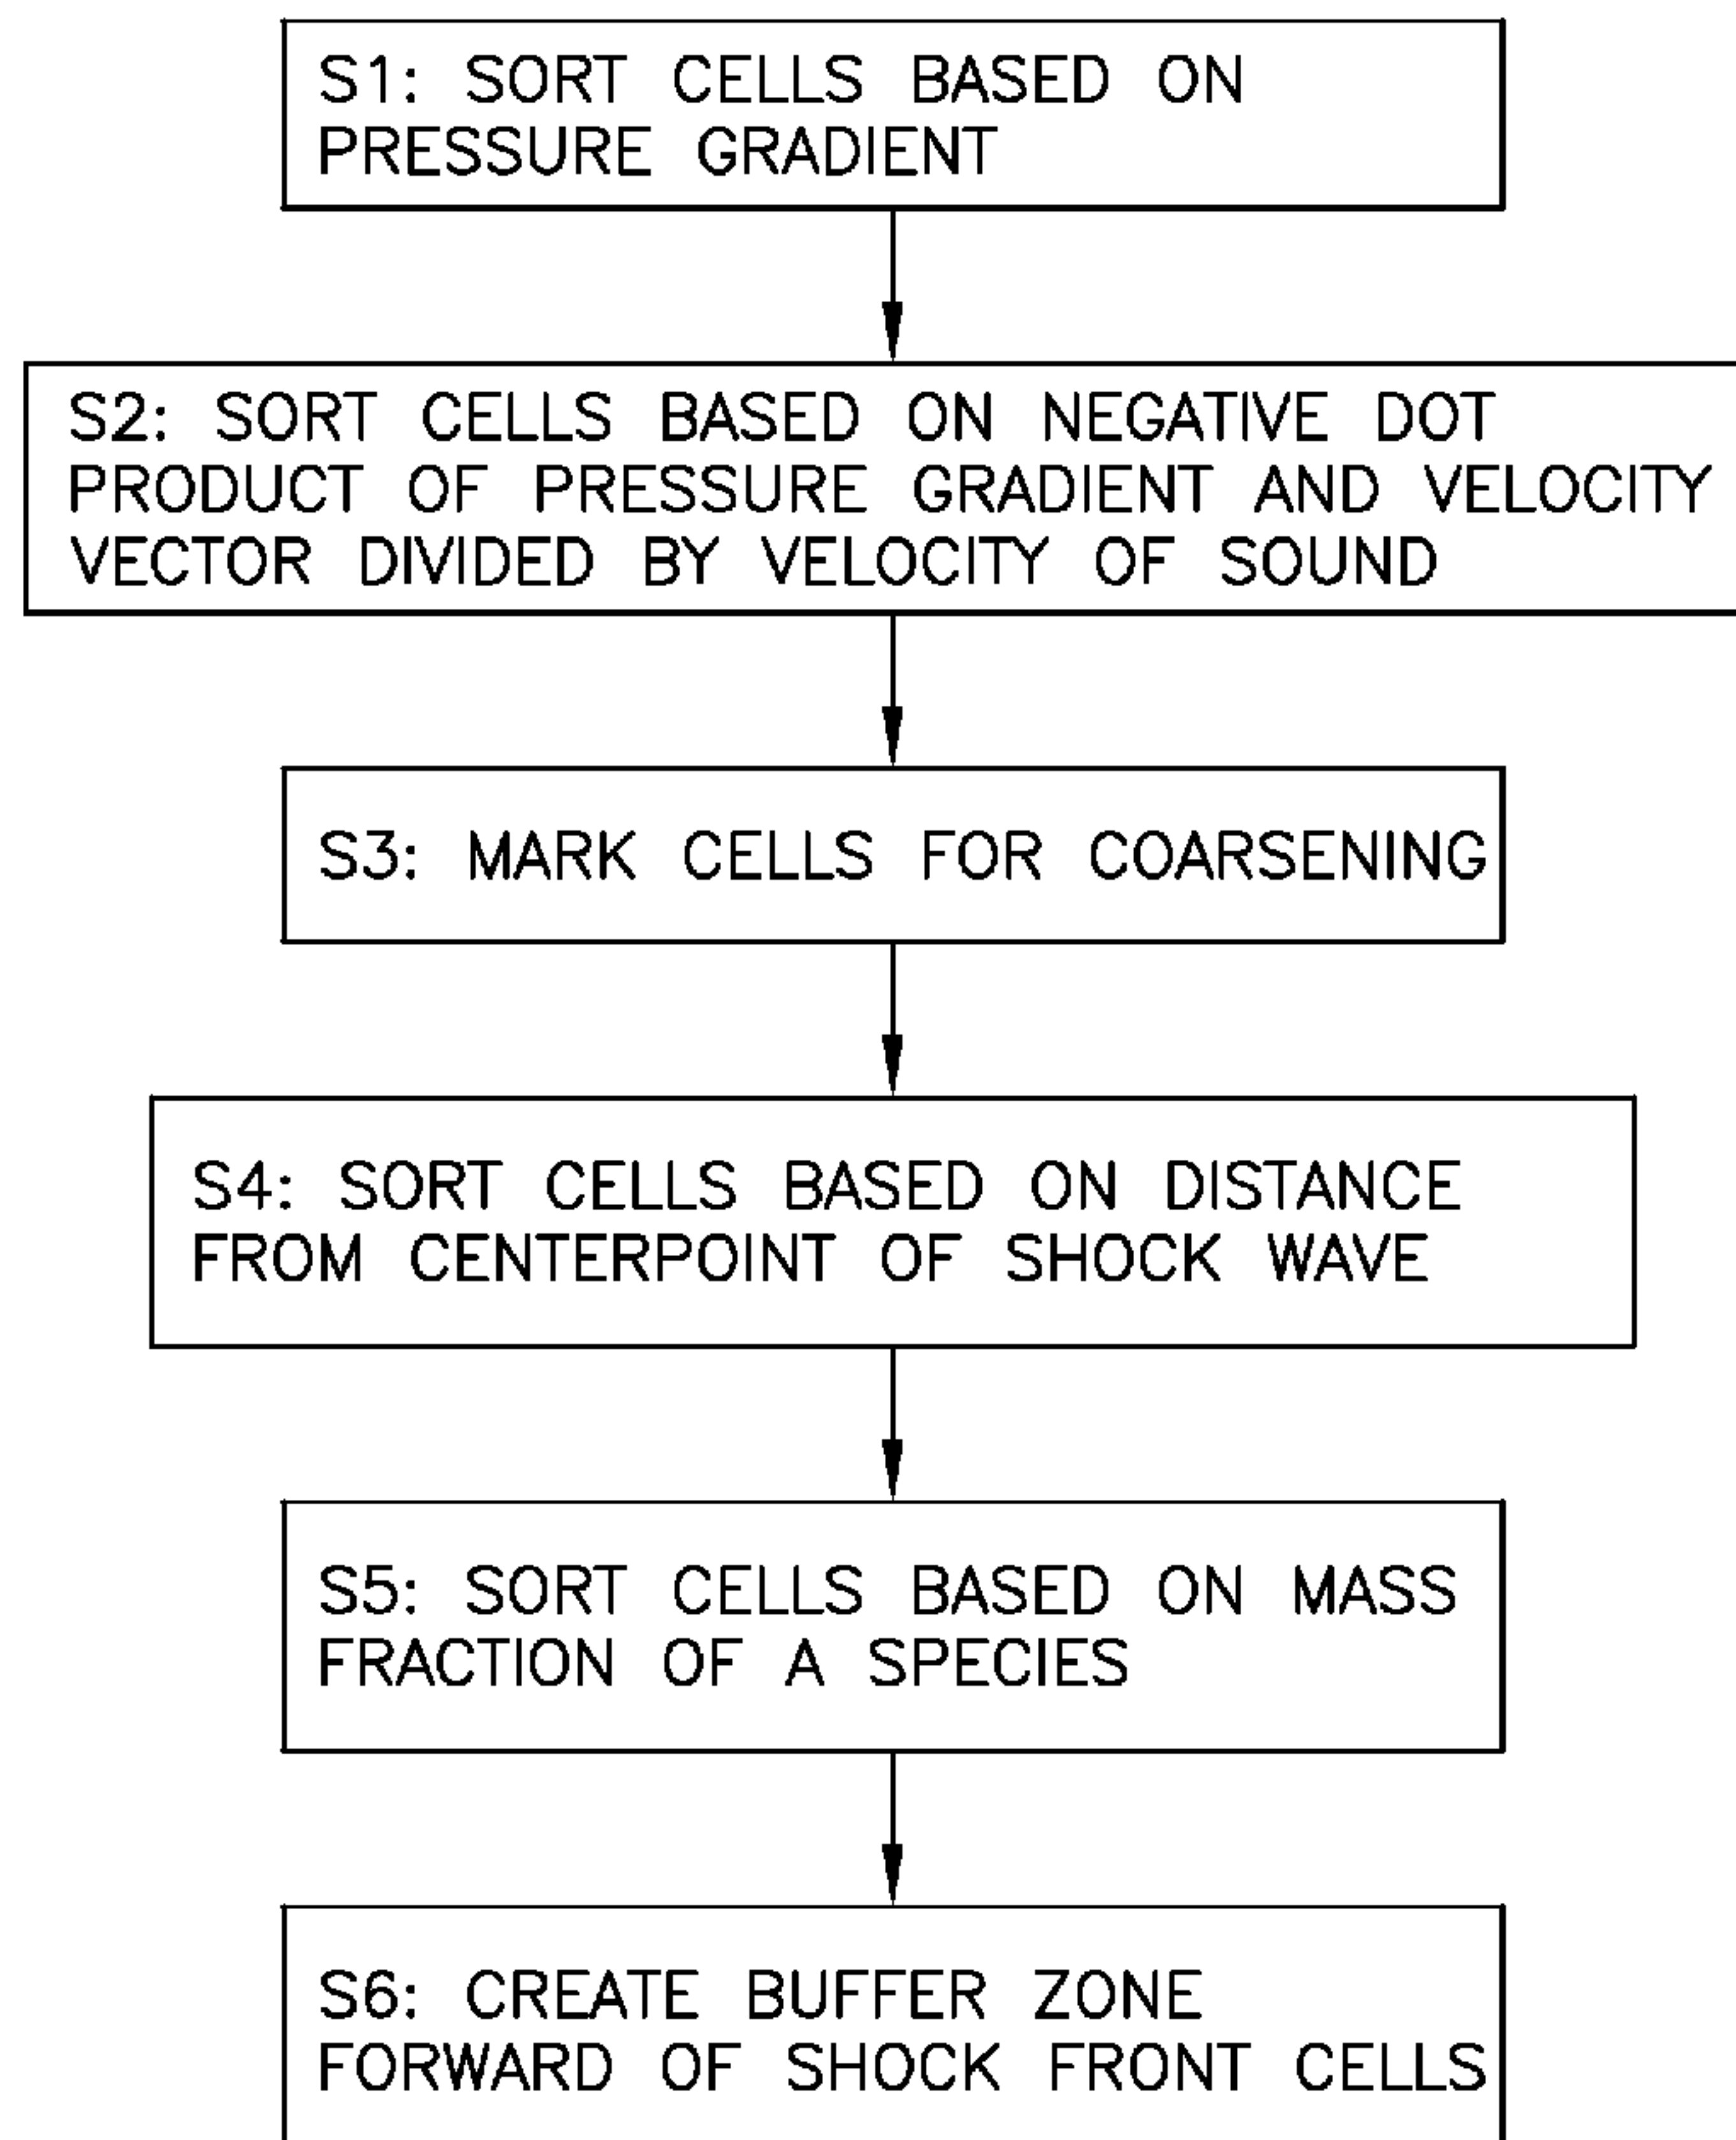 S1: SORT CELLS BASED ON
PRESSURE GRADIENT
S2: SORT CELLS BASED ON NEGATIVE DOT
PRODUCT OF PRESSURE GRADIENT AND VELOCITY
VECTOR DIVIDED BY VELOCITY OF SOUND
S3: MARK CELLS FOR COARSENING
S4: SORT CELLS BASED ON DISTANCE
FROM CENTERPOINT OF SHOCK WAVE
S5: SORT CELLS BASED ON MASS
FRACTION OF A SPECIES
S6: CREATE BUFFER ZONE
FORWARD OF SHOCK FRONT CELLS